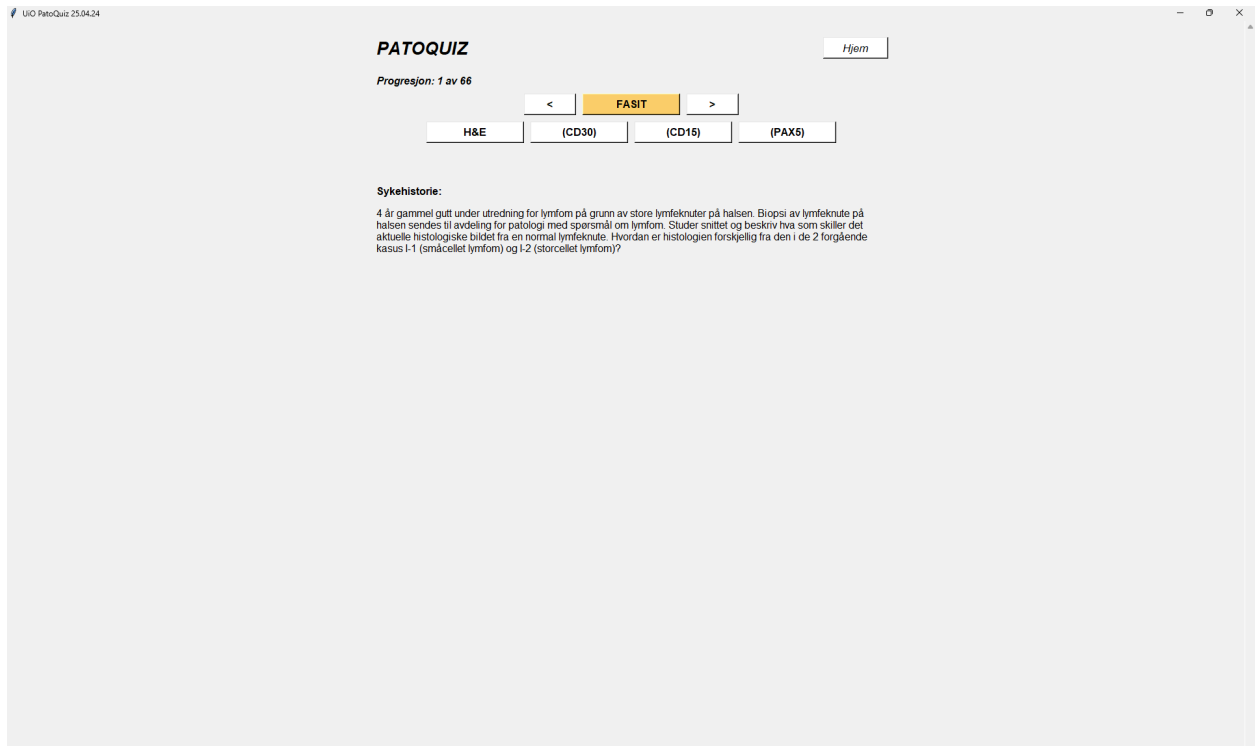 UiO PatoQuiz 25.04.24
PATOQUIZ
Hjem
Progresjon: 1 av 66
< FASIT >
H&E (CD30) (CD15) (PAX5)
Sykehistorie:
4 år gammel gutt under utredning for lymfom på grunn av store lymfeknuter på halsen. Biopsi av lymfeknute på
halsen sendes til avdeling for patologi med spørsmål om lymfom. Studer snittet og beskriv hva som skiller det
aktuelle histologiske bildet fra en normal lymfeknute. Hvordan er histologien forskjellig fra den i de 2 forgående
kasus I-1 (småcellet lymfom) og I-2 (storcellet lymfom)?